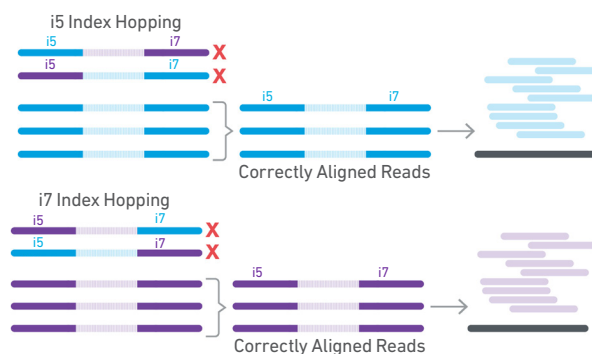 i5 Index Hopping
i5 i7
X
i5 i7
X
i5 i7
Correctly Aligned Reads
i7 Index Hopping
i5 i7
X
i5 i7
X
i5 i7
Correctly Aligned Reads